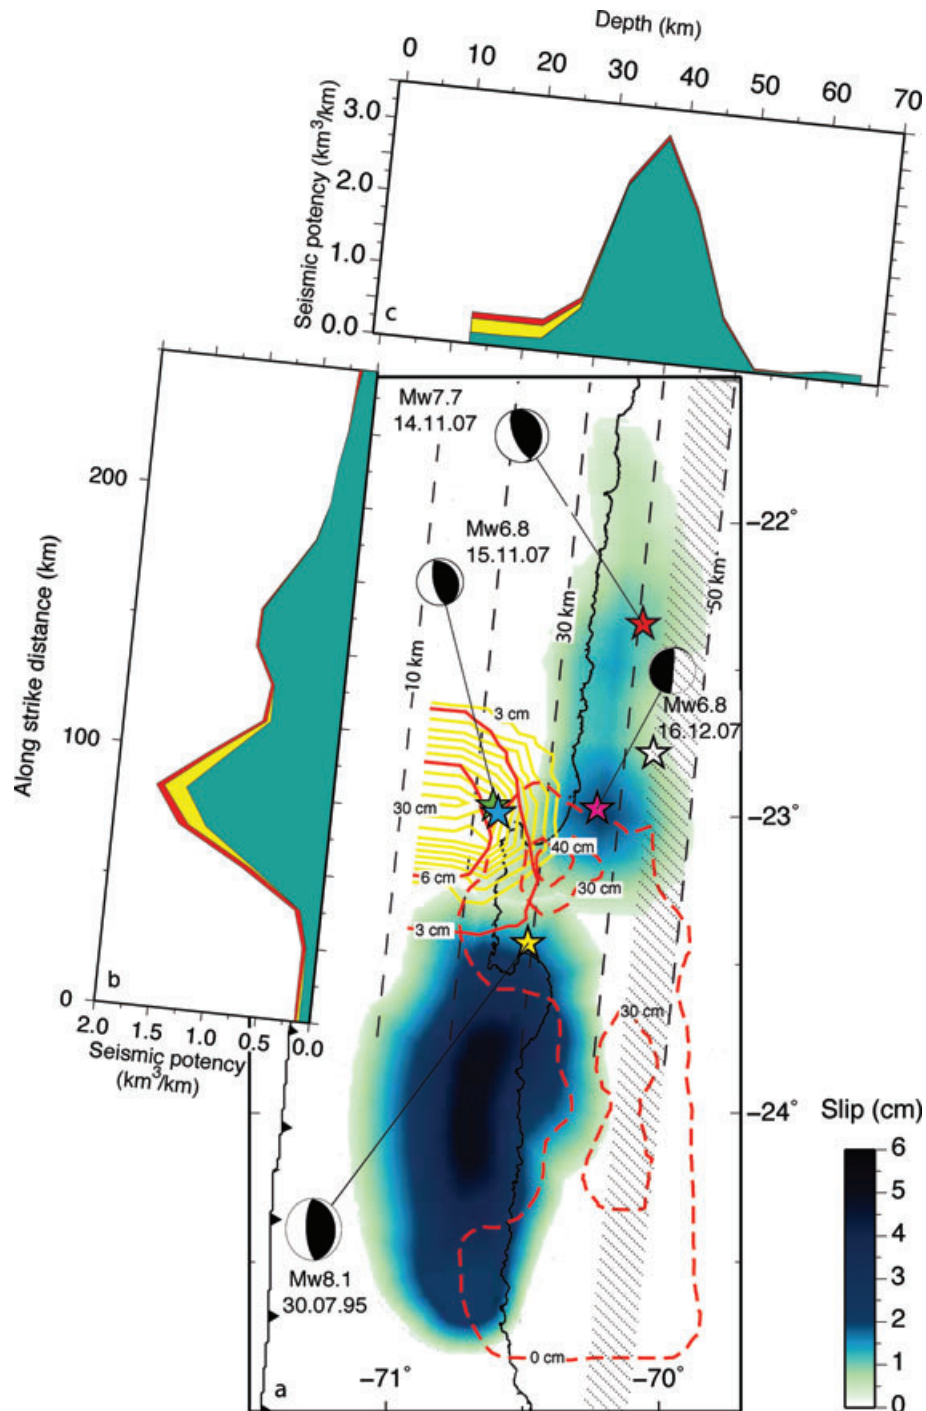 Depth (km)
0 10 20 30 40 50 60 70
Seismic potency (km³/km)
3.0
2.0
1.0
0.0
c
Mw7.7
14.11.07
Mw6.8
15.11.07
200
100
0
Along strike distance (km)
b
2.0 1.5 1.0 0.5 0.0
Seismic potency
(km³/km)
-22°
-23°
-24°
10 km
30 km
50 km
Mw6.8
16.12.07
3 cm
30 cm
6 cm
3 cm
40 cm
30 cm
30 cm
0 cm
Mw8.1
30.07.95
a
-71°
-70°
Slip (cm)
6
5
4
3
2
1
0